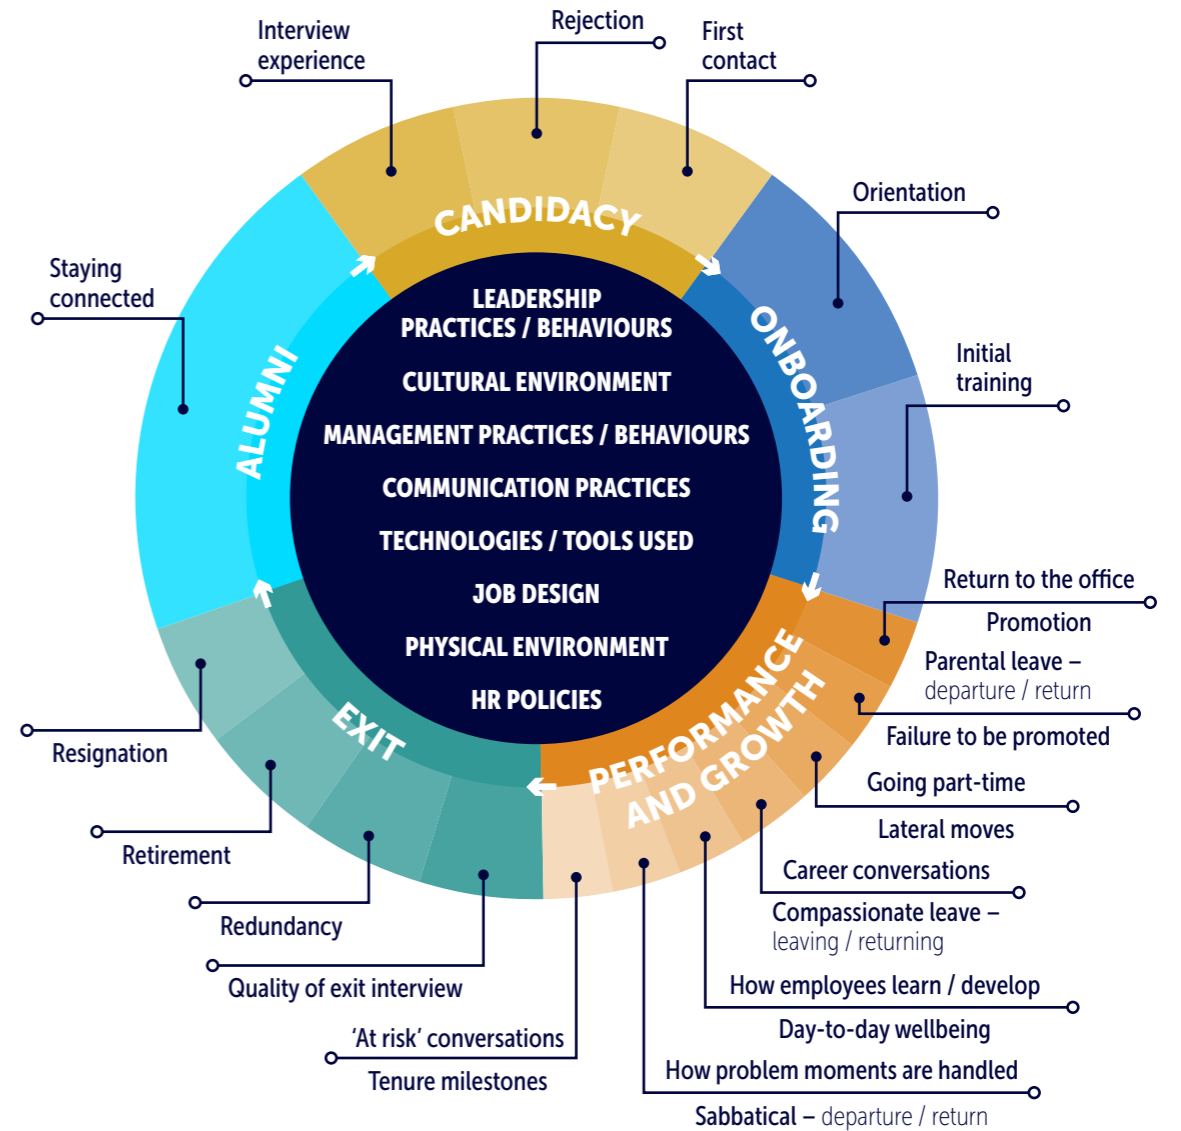 Interview
experience
Rejection
First
contact
Orientation
Initial
training
Staying
connected
CANDIDACY
ONBOARDING
PERFORMANCE
AND GROWTH
EXIT
ALUMNI
LEADERSHIP
PRACTICES / BEHAVIOURS
CULTURAL ENVIRONMENT
MANAGEMENT PRACTICES / BEHAVIOURS
COMMUNICATION PRACTICES
TECHNOLOGIES / TOOLS USED
JOB DESIGN
PHYSICAL ENVIRONMENT
HR POLICIES
Return to the office
Promotion
Parental leave –
departure / return
Failure to be promoted
Going part-time
Lateral moves
Career conversations
Compassionate leave –
leaving / returning
How employees learn / develop
Day-to-day wellbeing
How problem moments are handled
Sabbatical – departure / return
‘At risk’ conversations
Tenure milestones
Quality of exit interview
Redundancy
Retirement
Resignation